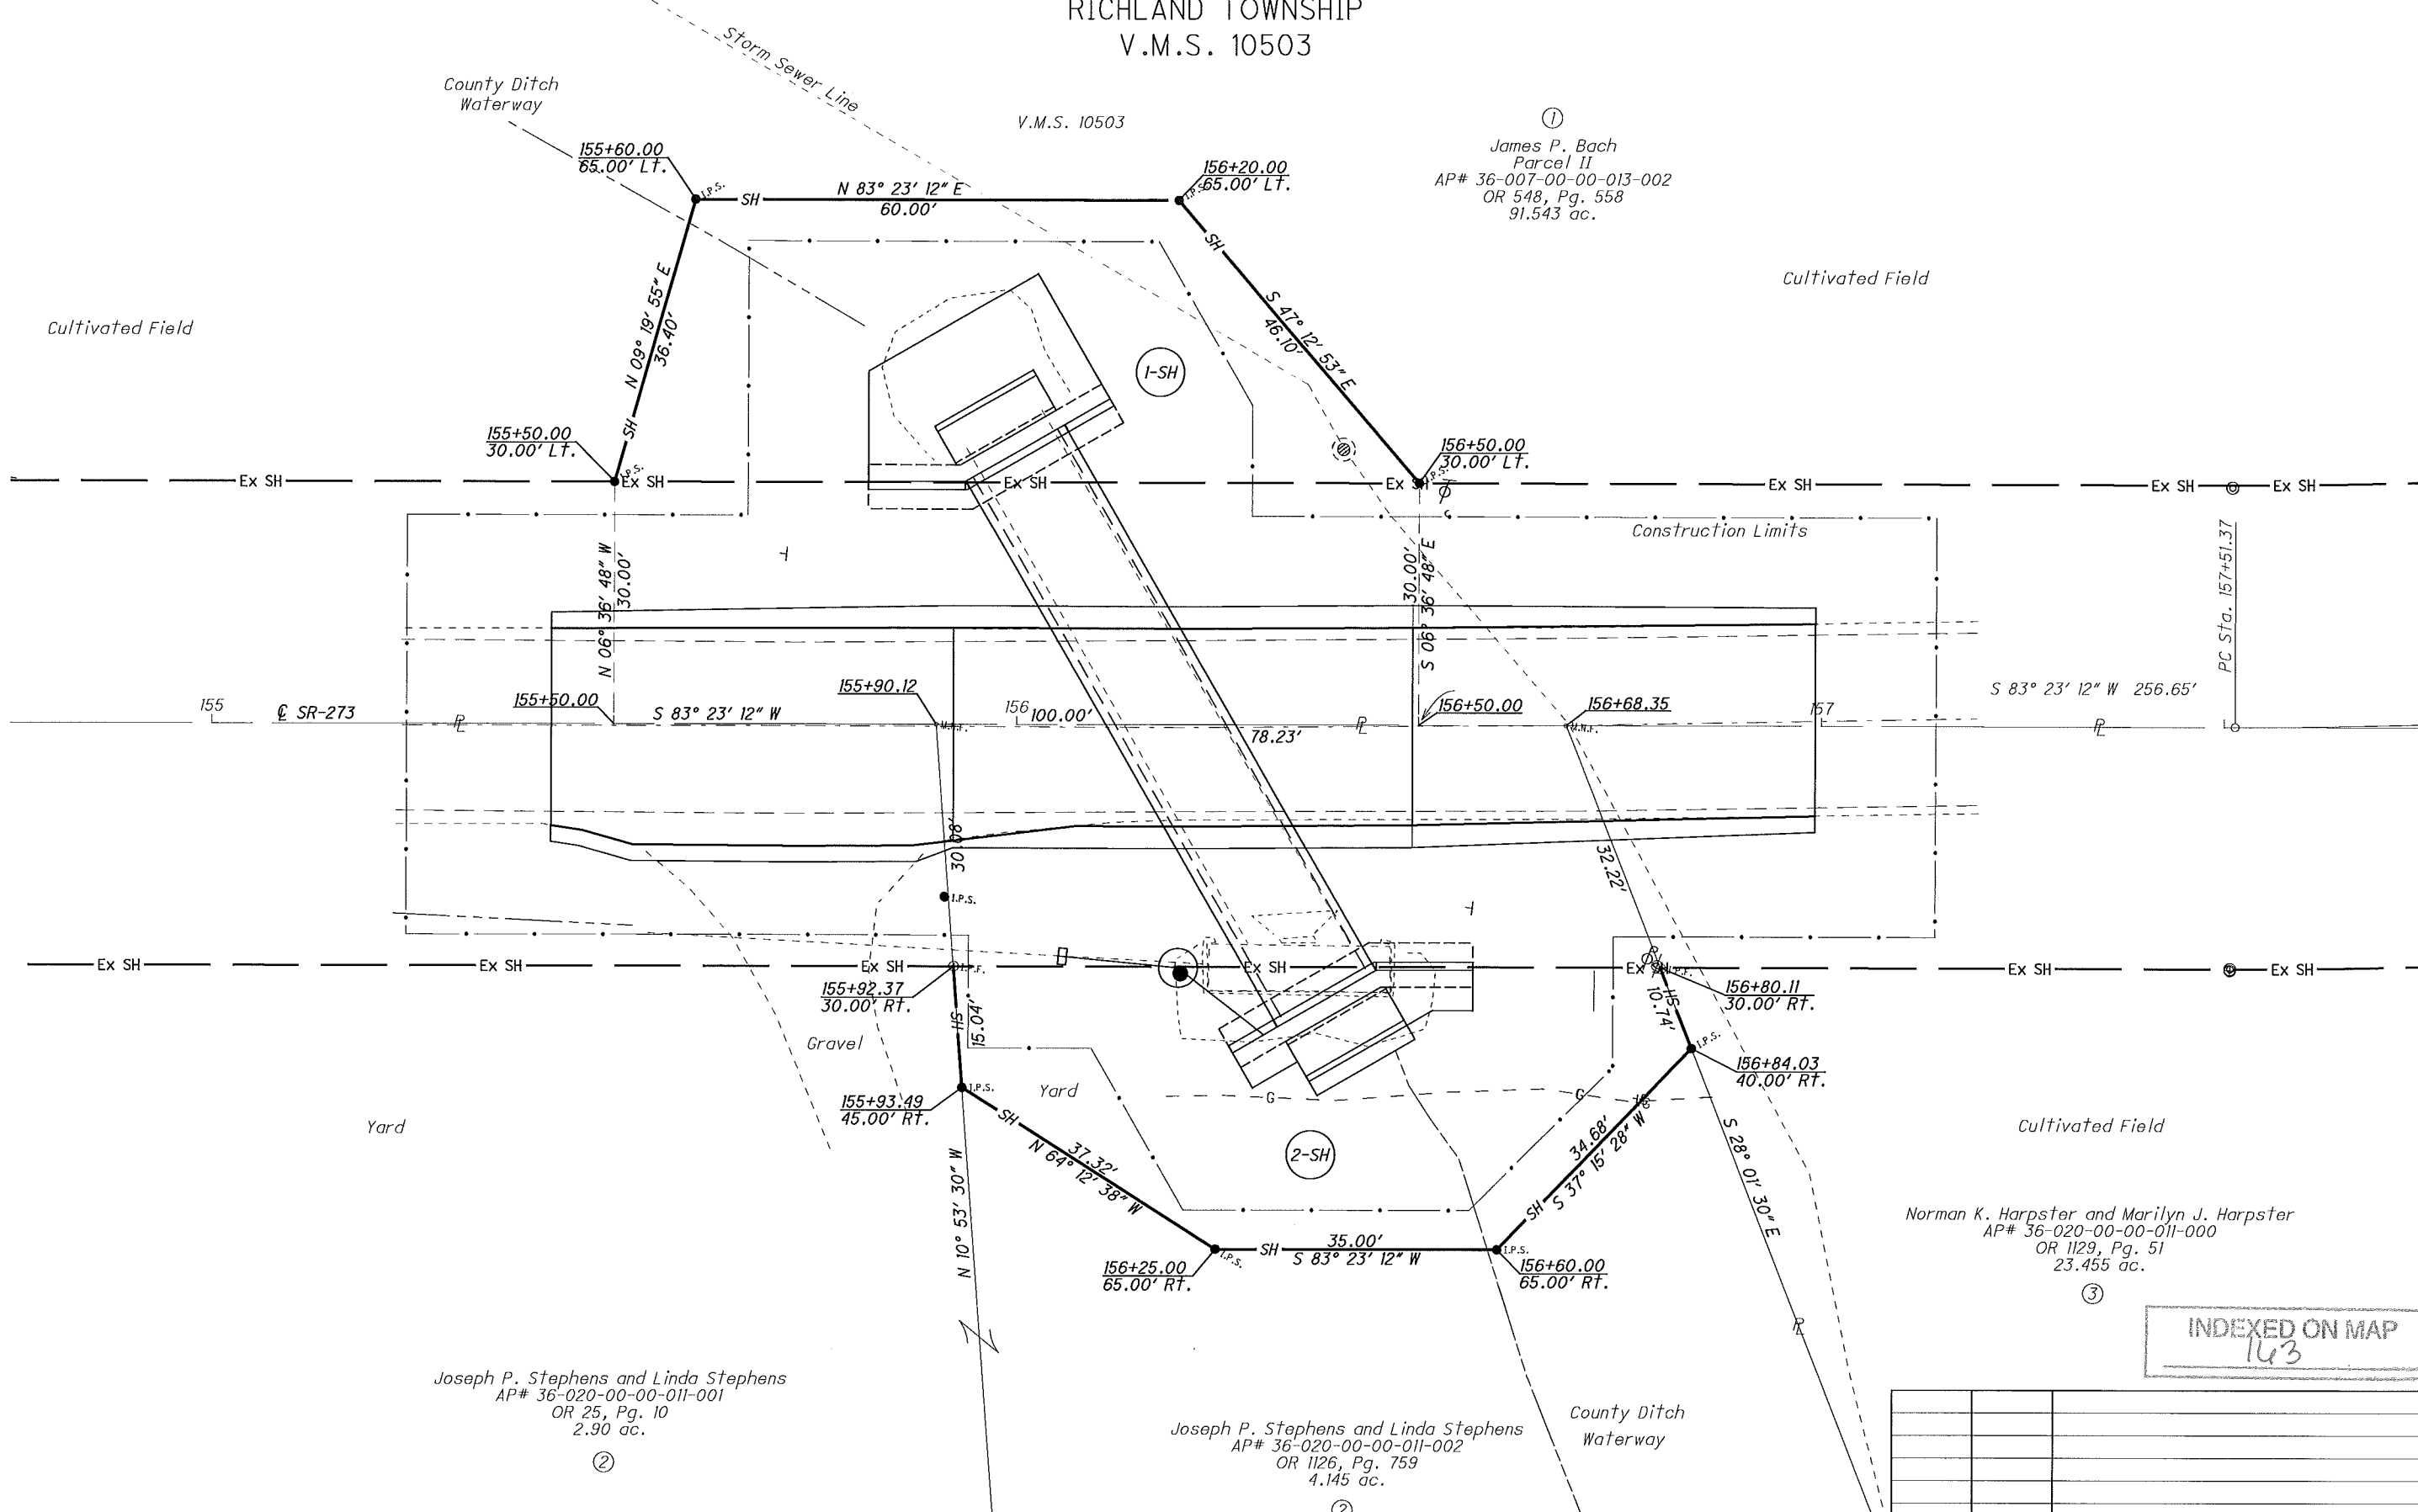 RICHLAND TOWNSHIP
V.M.S. 10503
Storm Sewer Line
County Ditch
Waterway
V.M.S. 10503
1
James P. Bach
Parcel II
AP# 36-007-00-00-013-002
OR 548, Pg. 558
91.543 ac.
155+60.00
65.00' Lt.
I.P.S.
SH
N 83° 23' 12" E
60.00'
156+20.00
65.00' Lt.
I.P.S.
SH
Cultivated Field
Cultivated Field
N 09° 19' 55" E
36.40'
SH
S 47° 12' 53" E
46.10'
1-SH
155+50.00
30.00' Lt.
I.P.S.
156+50.00
30.00' Lt.
I.P.S.
Ex SH
Ex SH
Ex SH
Ex SH
Ex SH
Ex SH
Ex SH
Construction Limits
N 06° 36' 48" W
30.00'
30.00'
S 06° 36' 48" E
PC Sta. 157+51.37
155
℄ SR-273
PL
155+50.00
S 83° 23' 12" W
155+90.12
M.N.F.
156
100.00'
78.23'
PL
156+50.00
156+68.35
M.N.F.
157
S 83° 23' 12" W 256.65'
PL
30.08'
32.22'
I.P.S.
Ex SH
Ex SH
Ex SH
I.P.F.
Ex SH
Ex SH
I.P.F.
Ex SH
Ex SH
155+92.37
30.00' Rt.
156+80.11
30.00' Rt.
SH
15.04'
SH
10.74'
Gravel
I.P.S.
156+84.03
40.00' Rt.
155+93.49
45.00' Rt.
I.P.S.
Yard
G
G
Yard
SH
37.32'
N 64° 12' 38" W
2-SH
34.68'
S 37° 15' 28" W
SH
S 28° 01' 30" E
Cultivated Field
N 10° 53' 30" W
I.P.S.
SH
35.00'
S 83° 23' 12" W
I.P.S.
156+25.00
65.00' Rt.
156+60.00
65.00' Rt.
Norman K. Harpster and Marilyn J. Harpster
AP# 36-020-00-00-011-000
OR 1129, Pg. 51
23.455 ac.
3
PL
INDEXED ON MAP
163
Joseph P. Stephens and Linda Stephens
AP# 36-020-00-00-011-001
OR 25, Pg. 10
2.90 ac.
2
Joseph P. Stephens and Linda Stephens
AP# 36-020-00-00-011-002
OR 1126, Pg. 759
4.145 ac.
2
County Ditch
Waterway